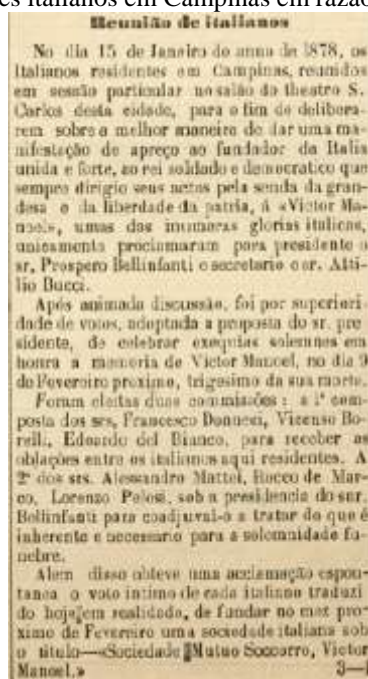 es italianos em Campinas em razão
Reunião de italianos
No dia 15 de Janeiro do anno de 1878, os
italianos residentes em Campinas, reunidos
em sessão particular no salão do theatro S.
Carlos desta cidade, para o fim de delibera-
rem sobre a melhor maneira de dar uma ma-
nifestação de apreço ao fundador da Italia
unida e forte, ao rei soldado e democratico que
sempre dirigio seus actos pela senda da gran-
desa e da liberdade da patria, á «Victor Ma-
noel», umas das inumeras glorias italicas,
unicamente proclamaram para presidente o
sr. Prospero Bellinfanti e secretario o sr. Atti-
lio Bucci.
Após animada discussão, foi por superiori-
dade de votos, adoptada a proposta do sr. pre
sidente, de celebrar exequias solemnes em
honra a memoria de Victor Manoel, no dia 9
de Fevereiro proximo, trigesimo da sua morte.
Foram eleitas duas commissões: a 1ª com-
posta dos srs. Francesco Donnesi, Vicenso Bo-
relli, Edoardo del Bianco, para receber as
oblações entre os italianos aqui residentes. A
2ª dos srs. Alessandro Mattei, Rocco de Mar-
co, Lorenzo Pelosi, sob a presidencia do snr.
Bellinfanti para coadjuval-o a tratar do que é
inherente e necessario para a solemnidade fu-
nebre.
Alem disso obteve uma acclamação espon-
tanea o voto intimo de cada italiano traduzi
do hoje em realidade, de fundar no mez pro-
ximo de Fevereiro uma sociedade italiana sob
o titulo—«Sociedade Mutuo Soccorro, Victor
Manoel.» 3—